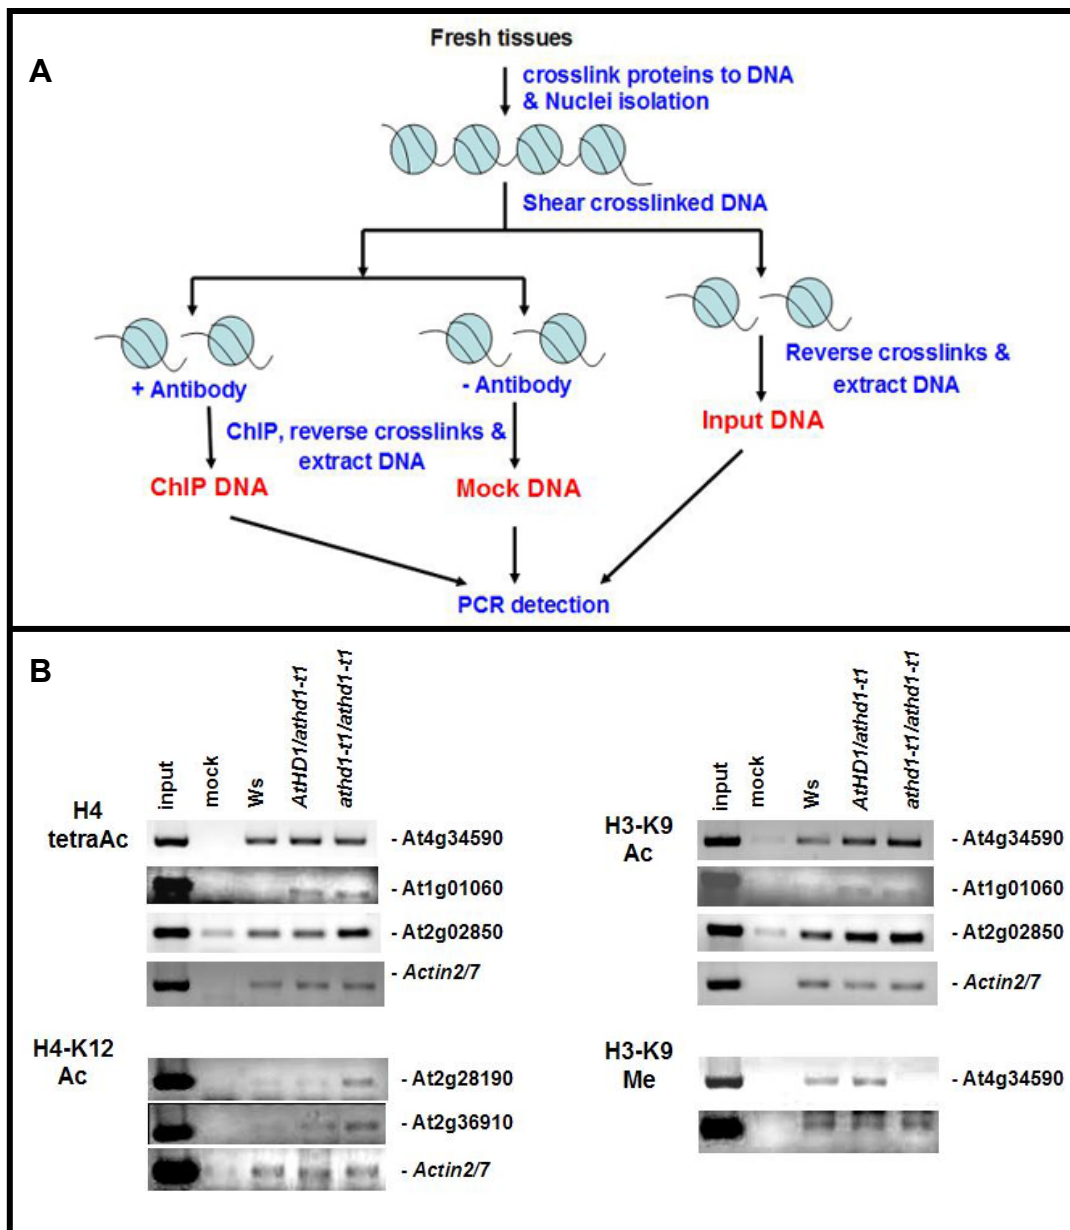 A
Fresh tissues
crosslink proteins to DNA
& Nuclei isolation
Shear crosslinked DNA
+ Antibody
- Antibody
Reverse crosslinks &
extract DNA
ChIP, reverse crosslinks &
extract DNA
Input DNA
ChIP DNA
Mock DNA
PCR detection
B
input
mock
Ws
AtHD1/athd1-t1
athd1-t1/athd1-t1
H4
tetraAc
- At4g34590
- At1g01060
- At2g02850
- Actin2/7
H4-K12
Ac
- At2g28190
- At2g36910
- Actin2/7
input
mock
Ws
AtHD1/athd1-t1
athd1-t1/athd1-t1
H3-K9
Ac
- At4g34590
- At1g01060
- At2g02850
- Actin2/7
H3-K9
Me
- At4g34590